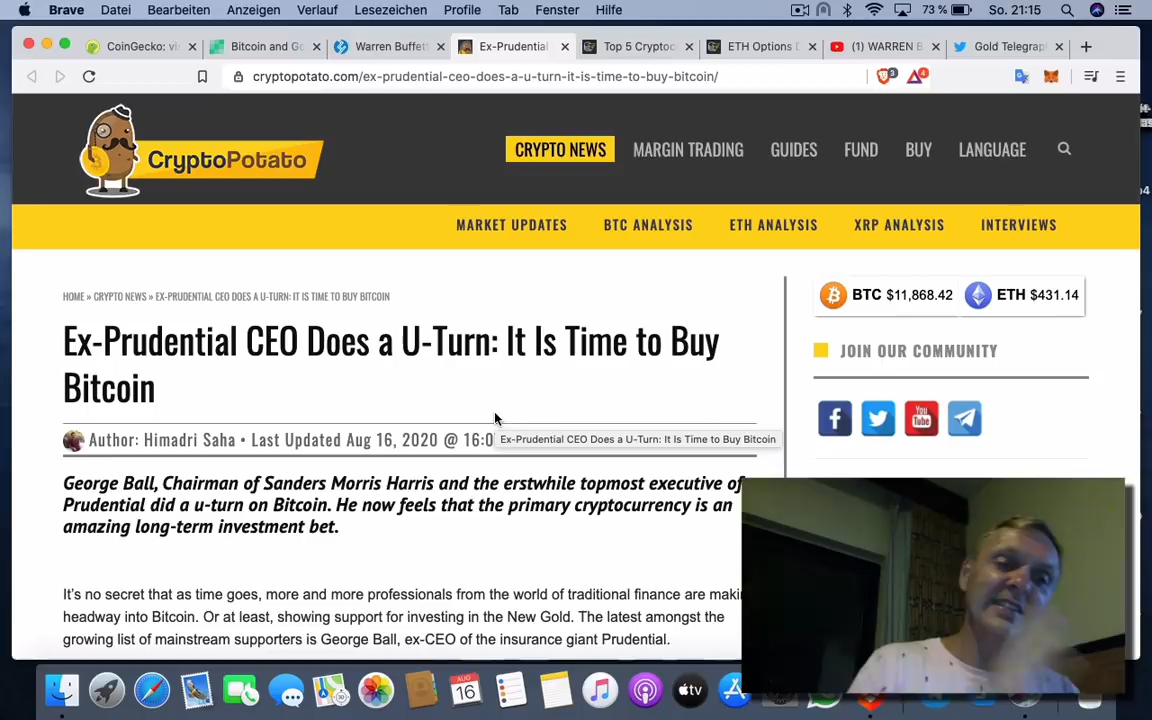 Brave Datei Bearbeiten Anzeigen Verlauf Lesezeichen Profile Tab Fenster Hilfe 73 % So. 21:15
CoinGecko: Bitcoin and Warren Buffett Ex-Prudential Top 5 ETH Options (1) WARREN Gold Telegraph
cryptopotato.com/ex-prudential-ceo-does-a-u-turn-it-is-time-to-buy-bitcoin/ 3 4
CryptoPotato
CRYPTO NEWS MARGIN TRADING GUIDES FUND BUY LANGUAGE
MARKET UPDATES BTC ANALYSIS ETH ANALYSIS XRP ANALYSIS INTERVIEWS
HOME » CRYPTO NEWS » EX-PRUDENTIAL CEO DOES A U-TURN: IT IS TIME TO BUY BITCOIN
BTC $11,868.42 ETH $431.14
Ex-Prudential CEO Does a U-Turn: It Is Time to Buy
Bitcoin
JOIN OUR COMMUNITY
You Tube
Author: Himadri Saha • Last Updated Aug 16, 2020 @ 16:0
Ex-Prudential CEO Does a U-Turn: It Is Time to Buy Bitcoin
George Ball, Chairman of Sanders Morris Harris and the erstwhile topmost executive of
Prudential did a u-turn on Bitcoin. He now feels that the primary cryptocurrency is an
amazing long-term investment bet.
It's no secret that as time goes, more and more professionals from the world of traditional finance are
headway into Bitcoin. Or at least, showing support for investing in the New Gold. The latest amongst the
growing list of mainstream supporters is George Ball, ex-CEO of the insurance giant Prudential.
AUG.
16
tv